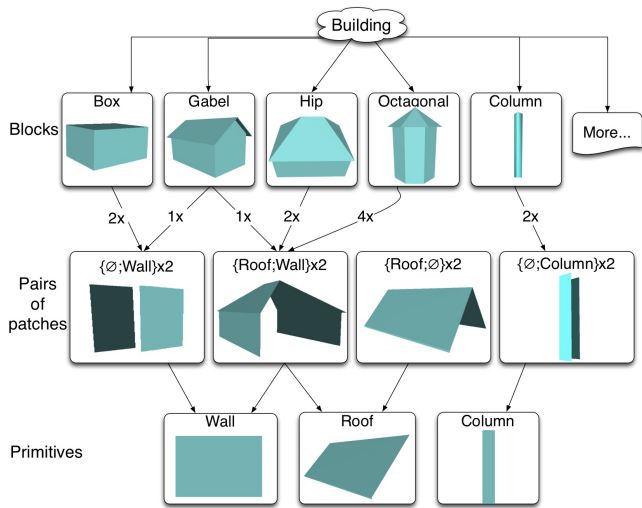 Building
Box
Gabel
Hip
Octagonal
Column
Blocks
More...
2x
1x
1x
2x
4x
2x
{∅;Wall}x2
{Roof;Wall}x2
{Roof;∅}x2
{∅;Column}x2
Pairs
of
patches
Wall
Roof
Column
Primitives